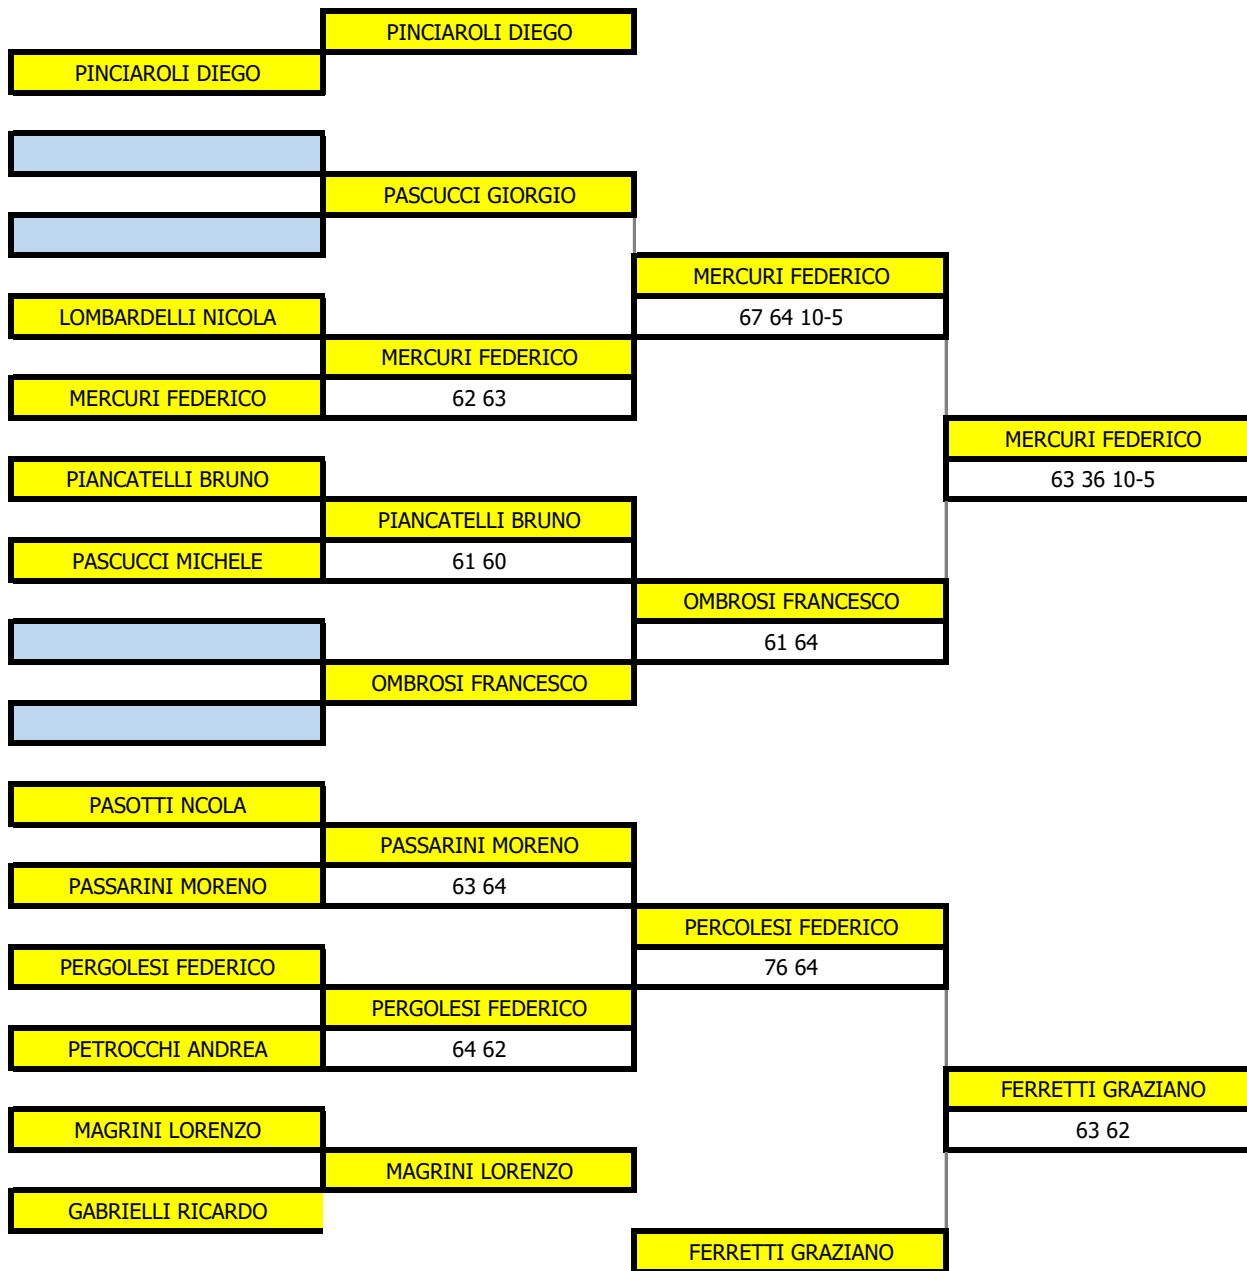 PINCIAROLI DIEGO
PINCIAROLI DIEGO
PASCUCCI GIORGIO
MERCURI FEDERICO
LOMBARDELLI NICOLA
67 64 10-5
MERCURI FEDERICO
MERCURI FEDERICO
62 63
MERCURI FEDERICO
PIANCATELLI BRUNO
63 36 10-5
PIANCATELLI BRUNO
PASCUCCI MICHELE
61 60
OMBROSI FRANCESCO
61 64
OMBROSI FRANCESCO
PASOTTI NCOLA
PASSARINI MORENO
PASSARINI MORENO
63 64
PERCOLESI FEDERICO
PERGOLESI FEDERICO
76 64
PERGOLESI FEDERICO
PETROCCHI ANDREA
64 62
FERRETTI GRAZIANO
MAGRINI LORENZO
63 62
MAGRINI LORENZO
GABRIELLI RICARDO
FERRETTI GRAZIANO